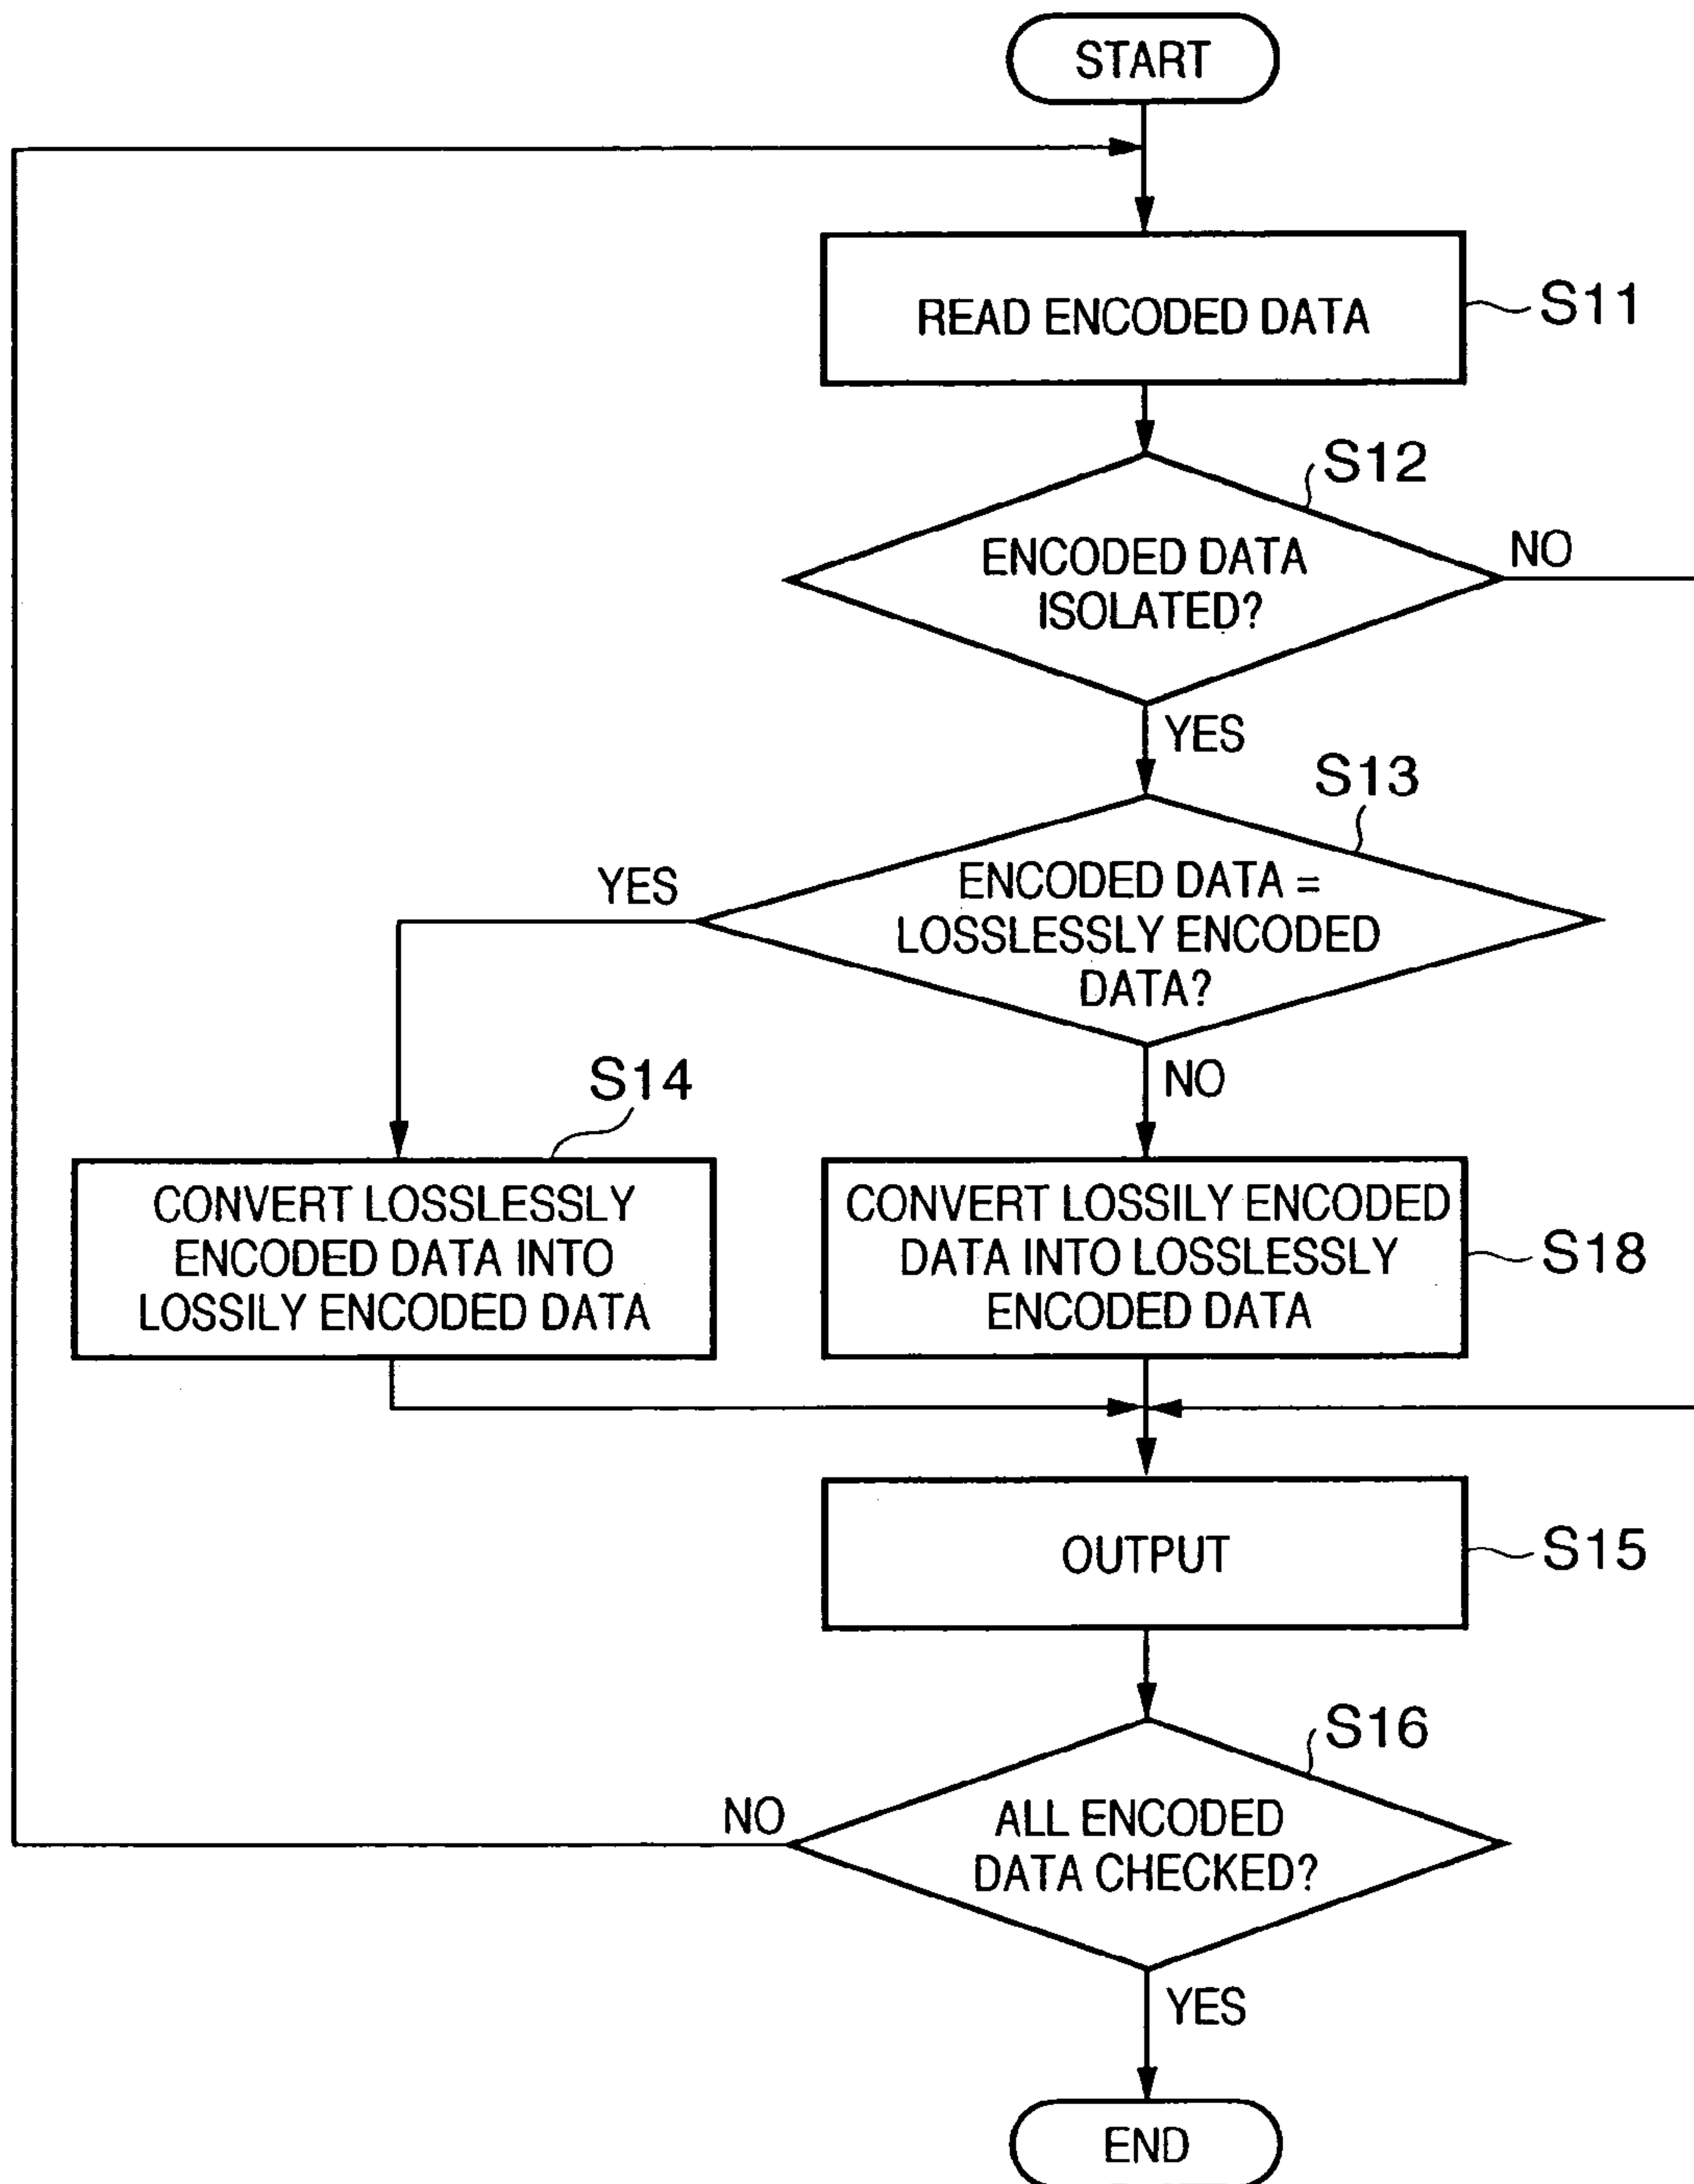 START
READ ENCODED DATA
S11
S12
ENCODED DATA
ISOLATED?
NO
YES
S13
YES
ENCODED DATA =
LOSSLESSLY ENCODED
DATA?
NO
S14
CONVERT LOSSLESSLY
ENCODED DATA INTO
LOSSILY ENCODED DATA
CONVERT LOSSILY ENCODED
DATA INTO LOSSLESSLY
ENCODED DATA
S18
OUTPUT
S15
S16
NO
ALL ENCODED
DATA CHECKED?
YES
END